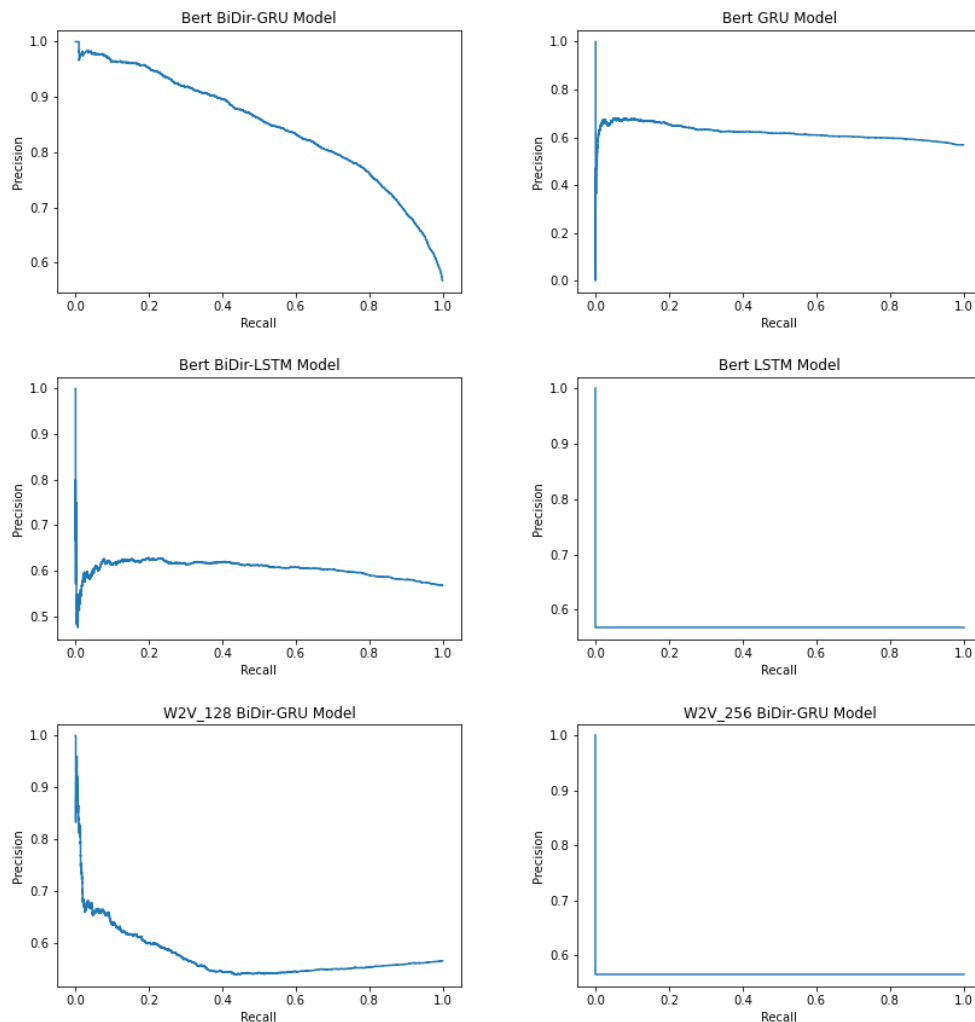 Bert BiDir-GRU Model
1.0
0.9
0.8
0.7
0.6
Precision
0.0 0.2 0.4 0.6 0.8 1.0
Recall
Bert GRU Model
1.0
0.8
0.6
0.4
0.2
0.0
Precision
0.0 0.2 0.4 0.6 0.8 1.0
Recall
Bert BiDir-LSTM Model
1.0
0.9
0.8
0.7
0.6
0.5
Precision
0.0 0.2 0.4 0.6 0.8 1.0
Recall
Bert LSTM Model
1.0
0.9
0.8
0.7
0.6
Precision
0.0 0.2 0.4 0.6 0.8 1.0
Recall
W2V_128 BiDir-GRU Model
1.0
0.9
0.8
0.7
0.6
Precision
0.0 0.2 0.4 0.6 0.8 1.0
Recall
W2V_256 BiDir-GRU Model
1.0
0.9
0.8
0.7
0.6
Precision
0.0 0.2 0.4 0.6 0.8 1.0
Recall